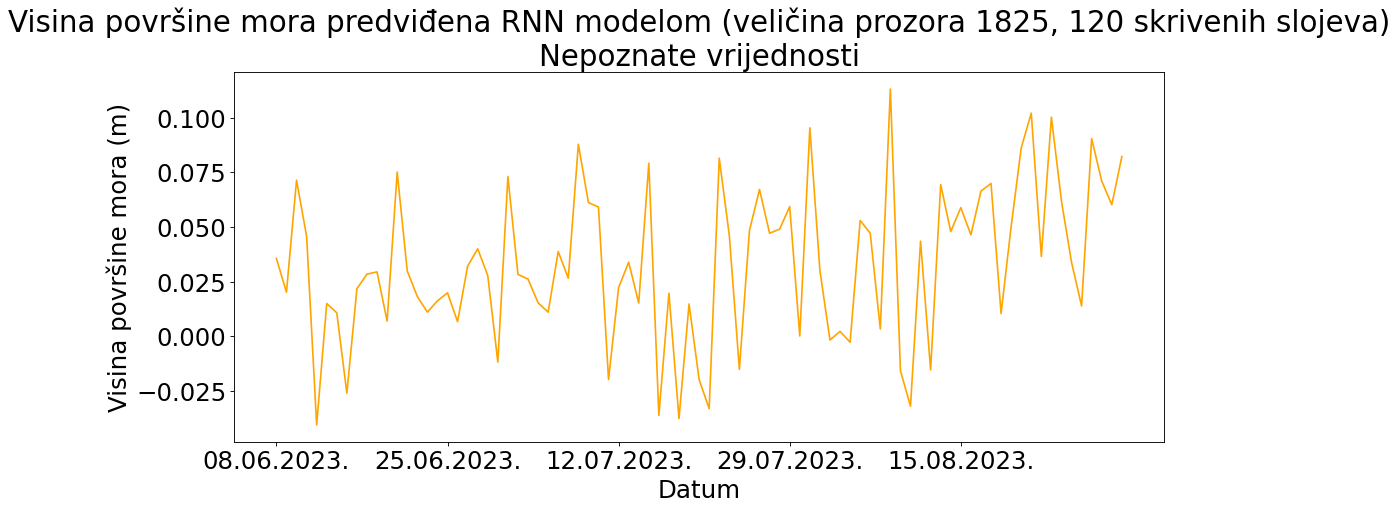 Visina površine mora predviđena RNN modelom (veličina prozora 1825, 120 skrivenih slojeva)
Nepoznate vrijednosti
Visina površine mora (m)
0.100
0.075
0.050
0.025
0.000
−0.025
08.06.2023.
25.06.2023.
12.07.2023.
29.07.2023.
15.08.2023.
Datum